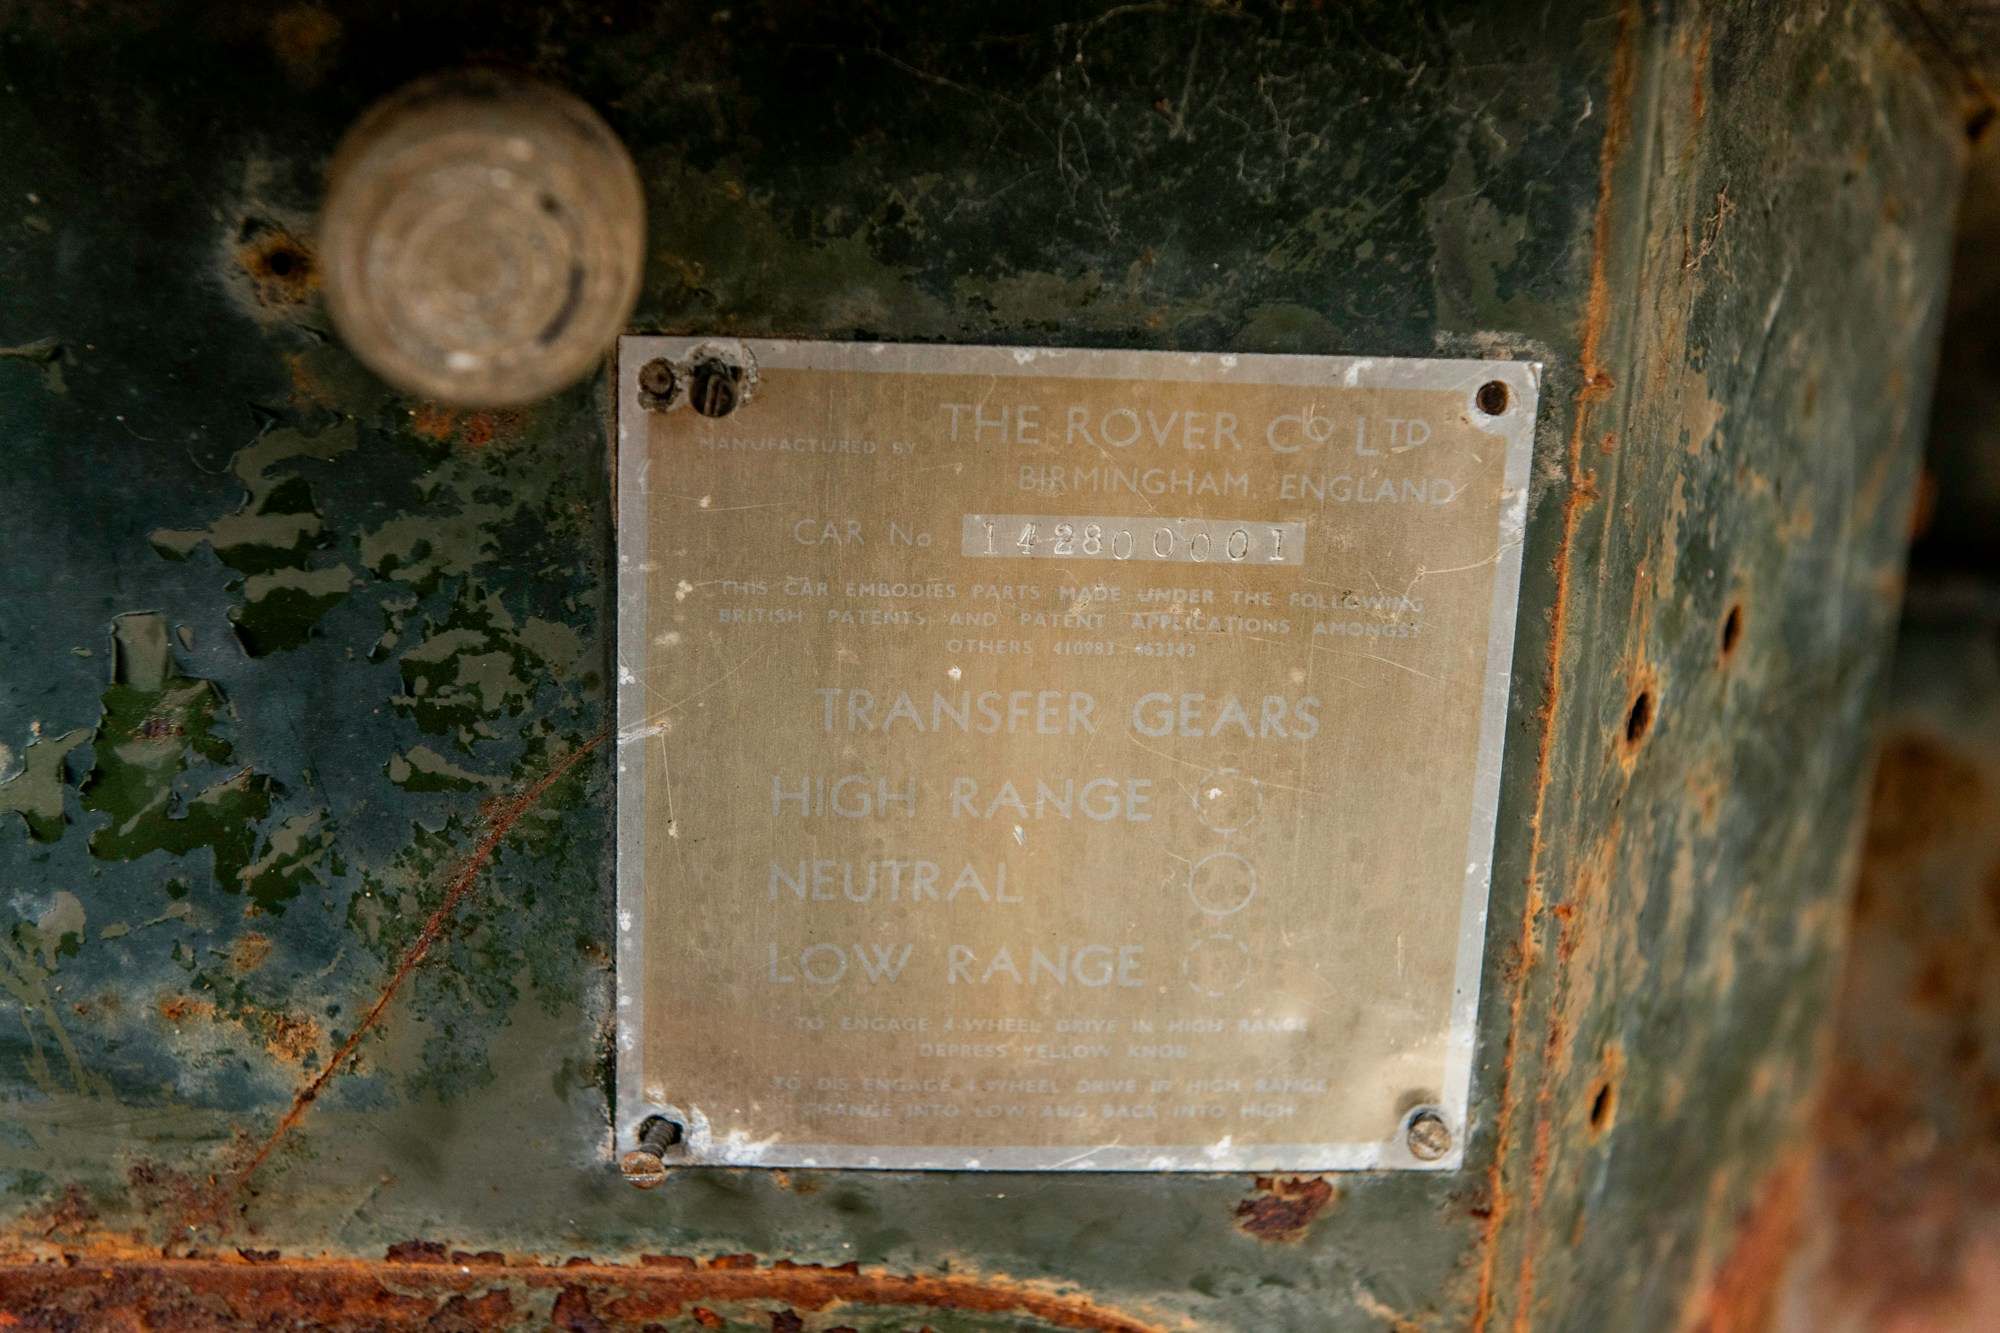 MANUFACTURED BY THE ROVER CO LTD
BIRMINGHAM, ENGLAND
CAR No 142800001
THIS CAR EMBODIES PARTS MADE UNDER THE FOLLOWING
BRITISH PATENTS AND PATENT APPLICATIONS AMONGST
OTHERS 410983 463343
TRANSFER GEARS
HIGH RANGE
NEUTRAL
LOW RANGE
TO ENGAGE 4-WHEEL DRIVE IN HIGH RANGE
DEPRESS YELLOW KNOB
TO DIS ENGAGE 4-WHEEL DRIVE IN HIGH RANGE
CHANGE INTO LOW AND BACK INTO HIGH